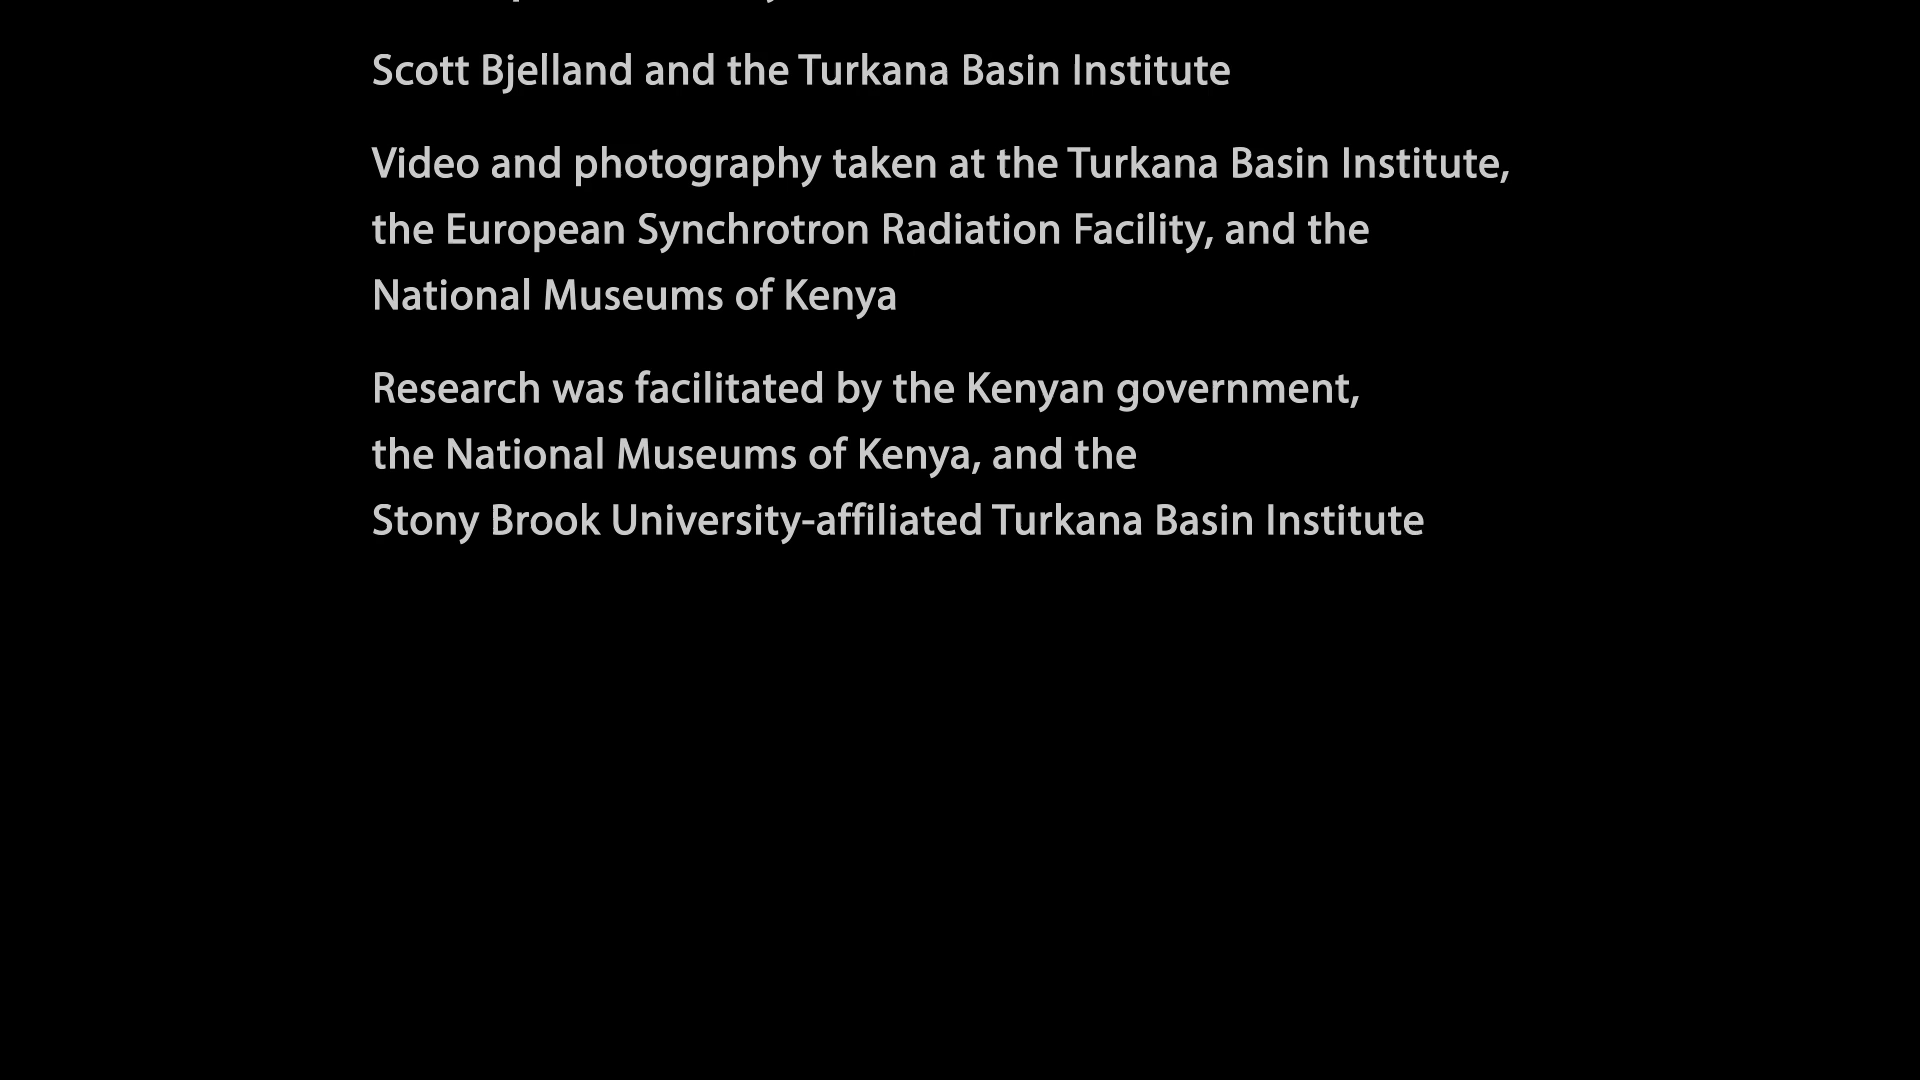 Scott Bjelland and the Turkana Basin Institute
Video and photography taken at the Turkana Basin Institute,
the European Synchrotron Radiation Facility, and the
National Museums of Kenya
Research was facilitated by the Kenyan government,
the National Museums of Kenya, and the
Stony Brook University-affiliated Turkana Basin Institute